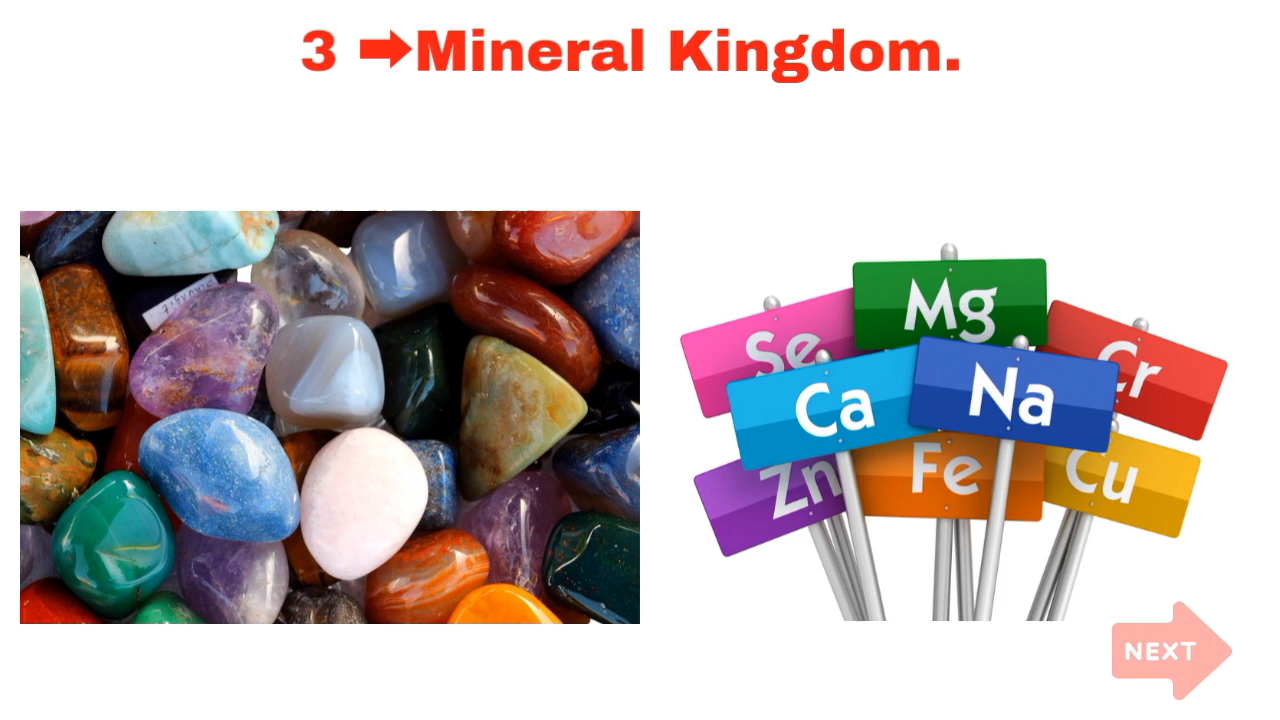 3 ➡Mineral Kingdom.
Mg
Se
Cr
Ca
Na
Zn
Fe
Cu
NEXT